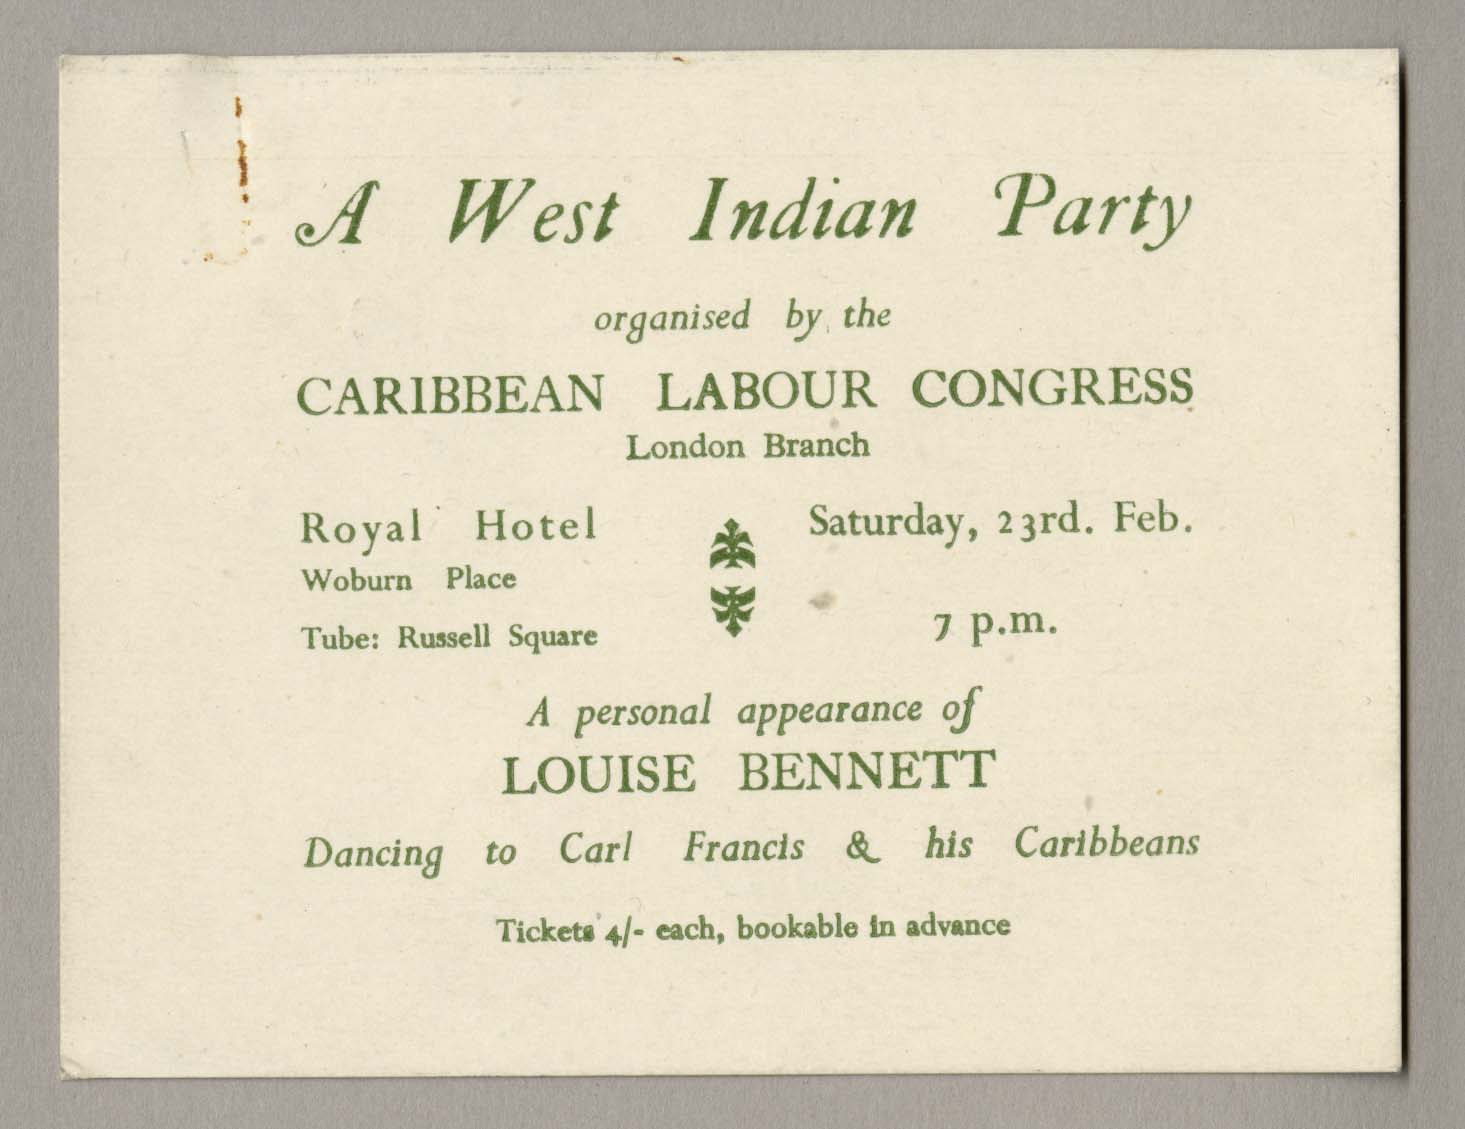 A West Indian Party
organised by the
CARIBBEAN LABOUR CONGRESS
London Branch
Royal Hotel
Woburn Place
Tube: Russell Square
Saturday, 23rd. Feb.
7 p.m.
A personal appearance of
LOUISE BENNETT
Dancing to Carl Francis & his Caribbeans
Tickets 4/- each, bookable in advance